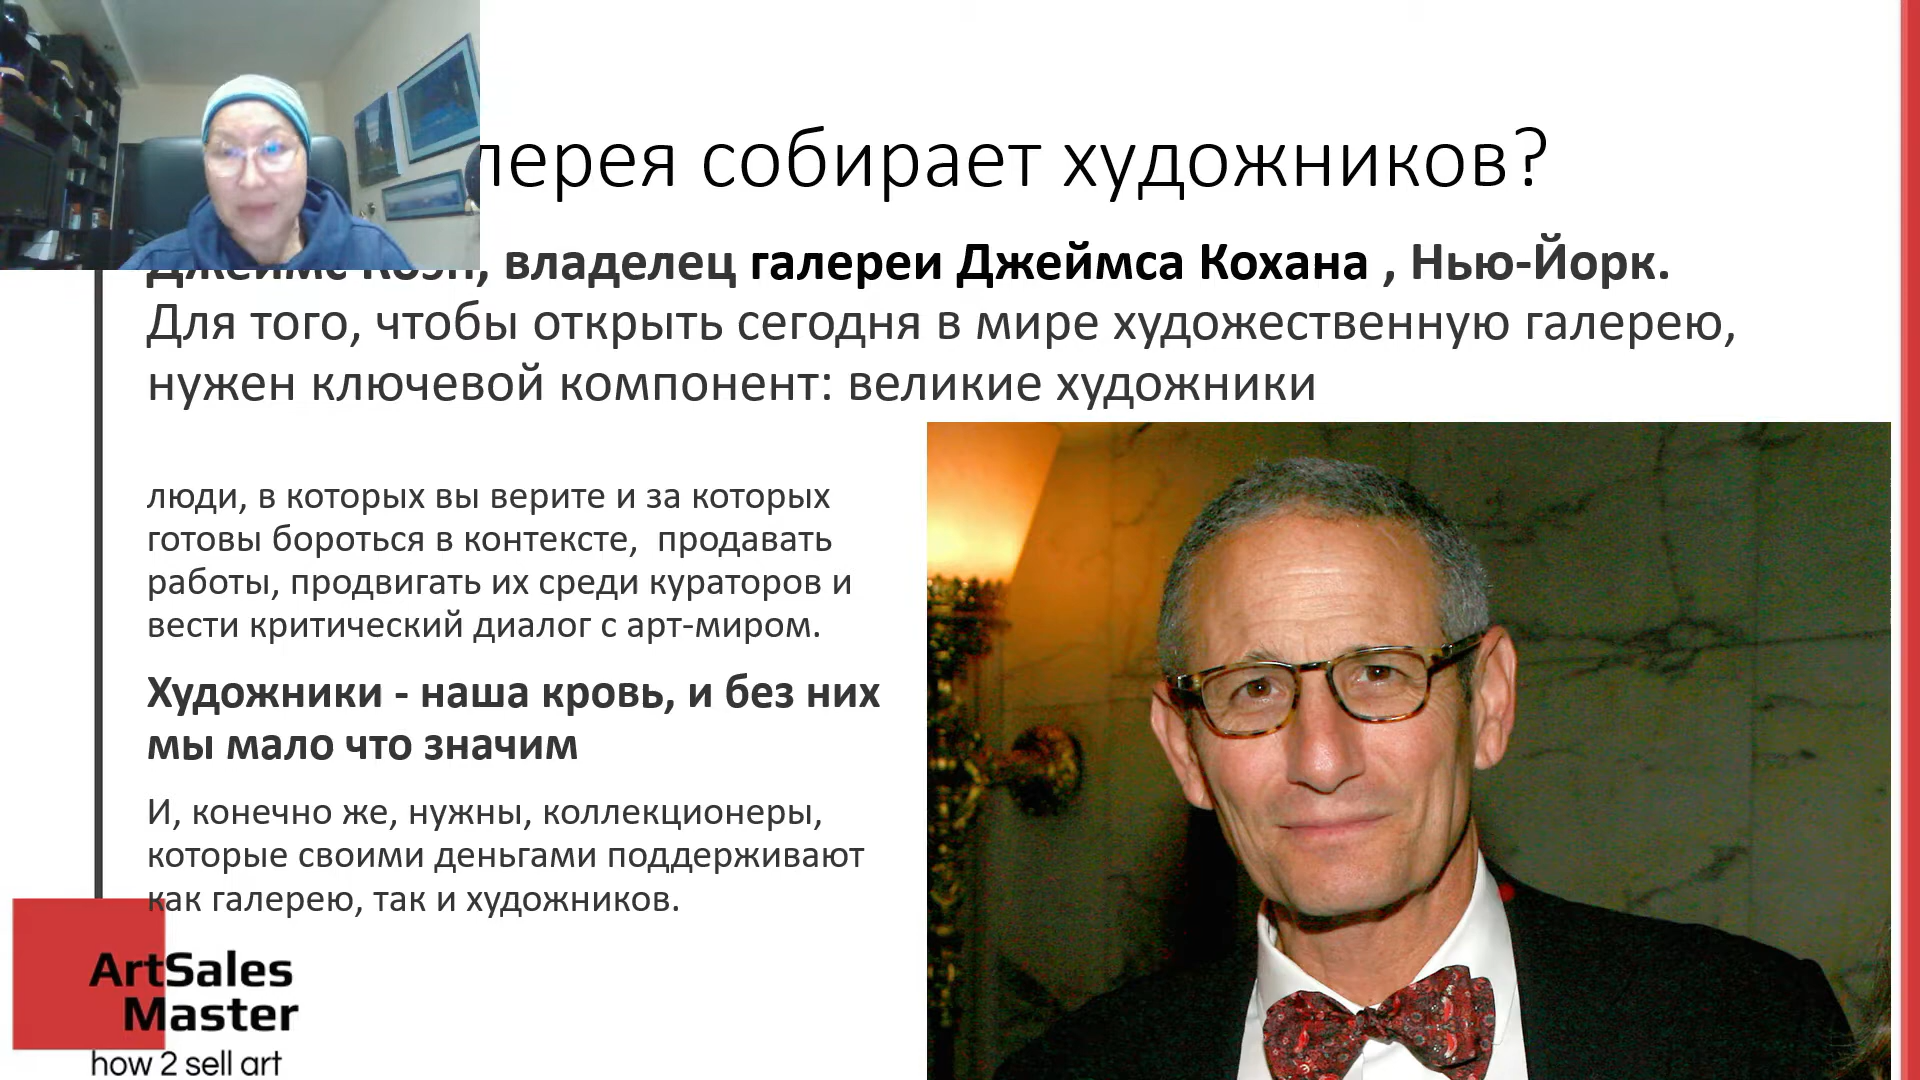 лерея собирает художников?
владелец галереи Джеймса Кохана , Нью-Йорк.
Для того, чтобы открыть сегодня в мире художественную галерею,
нужен ключевой компонент: великие художники
люди, в которых вы верите и за которых
готовы бороться в контексте, продавать
работы, продвигать их среди кураторов и
вести критический диалог с арт-миром.
Художники - наша кровь, и без них
мы мало что значим
И, конечно же, нужны, коллекционеры,
которые своими деньгами поддерживают
как галерею, так и художников.
ArtSales
Master
how 2 sell art